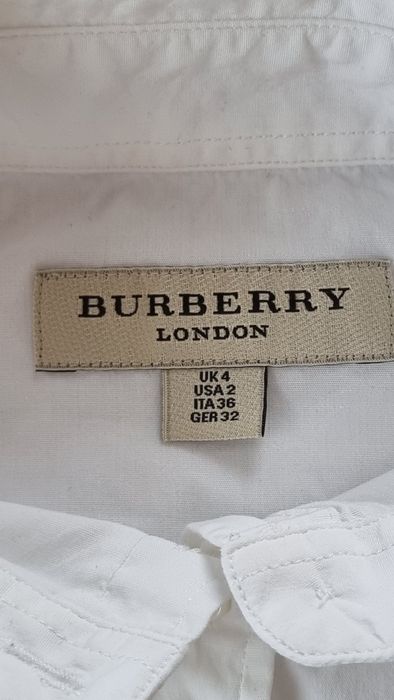 BURBERRY
LONDON
UK 4
USA 2
ITA 36
GER 32